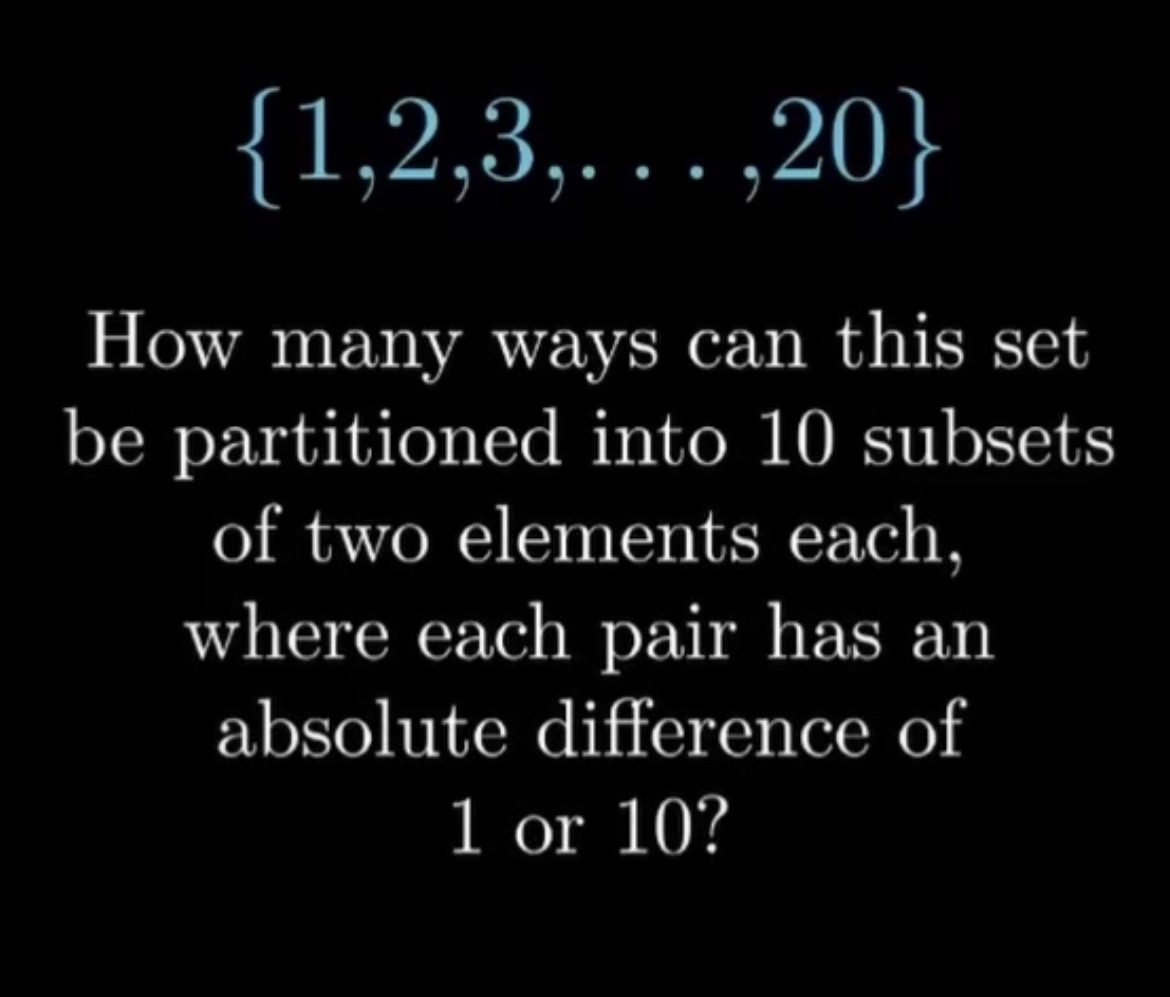 {1,2,3,. . . ,20}
How many ways can this set
be partitioned into 10 subsets
of two elements each,
where each pair has an
absolute difference of
1 or 10?